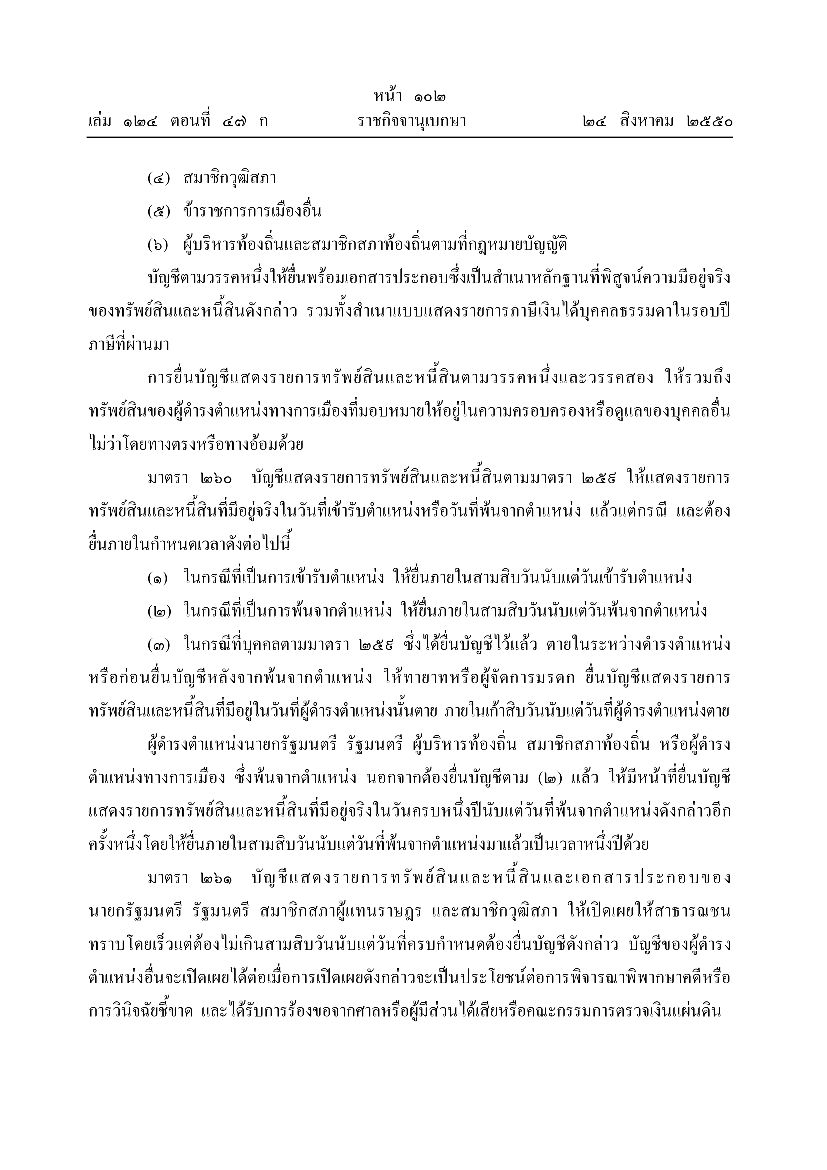 หน้า ๑๐๒
เล่ม ๑๒๔ ตอนที่ ๔๗ ก ราชกิจจานุเบกษา ๒๔ สิงหาคม ๒๕๕๐
(๔) สมาชิกวุฒิสภา
(๕) ข้าราชการการเมืองอื่น
(๖) ผู้บริหารท้องถิ่นและสมาชิกสภาท้องถิ่นตามที่กฎหมายบัญญัติ
บัญชีตามวรรคหนึ่งให้ยื่นพร้อมเอกสารประกอบซึ่งเป็นสำเนาหลักฐานที่พิสูจน์ความมีอยู่จริง
ของทรัพย์สินและหนี้สินดังกล่าว รวมทั้งสำเนาแบบแสดงรายการภาษีเงินได้บุคคลธรรมดาในรอบปี
ภาษีที่ผ่านมา
การยื่นบัญชีแสดงรายการทรัพย์สินและหนี้สินตามวรรคหนึ่งและวรรคสอง ให้รวมถึง
ทรัพย์สินของผู้ดำรงตำแหน่งทางการเมืองที่มอบหมายให้อยู่ในความครอบครองหรือดูแลของบุคคลอื่น
ไม่ว่าโดยทางตรงหรือทางอ้อมด้วย
มาตรา ๒๖๐ บัญชีแสดงรายการทรัพย์สินและหนี้สินตามมาตรา ๒๕๙ ให้แสดงรายการ
ทรัพย์สินและหนี้สินที่มีอยู่จริงในวันที่เข้ารับตำแหน่งหรือวันที่พ้นจากตำแหน่ง แล้วแต่กรณี และต้อง
ยื่นภายในกำหนดเวลาดังต่อไปนี้
(๑) ในกรณีที่เป็นการเข้ารับตำแหน่ง ให้ยื่นภายในสามสิบวันนับแต่วันเข้ารับตำแหน่ง
(๒) ในกรณีที่เป็นการพ้นจากตำแหน่ง ให้ยื่นภายในสามสิบวันนับแต่วันพ้นจากตำแหน่ง
(๓) ในกรณีที่บุคคลตามมาตรา ๒๕๙ ซึ่งได้ยื่นบัญชีไว้แล้ว ตายในระหว่างดำรงตำแหน่ง
หรือก่อนยื่นบัญชีหลังจากพ้นจากตำแหน่ง ให้ทายาทหรือผู้จัดการมรดก ยื่นบัญชีแสดงรายการ
ทรัพย์สินและหนี้สินที่มีอยู่ในวันที่ผู้ดำรงตำแหน่งนั้นตาย ภายในเก้าสิบวันนับแต่วันที่ผู้ดำรงตำแหน่งตาย
ผู้ดำรงตำแหน่งนายกรัฐมนตรี รัฐมนตรี ผู้บริหารท้องถิ่น สมาชิกสภาท้องถิ่น หรือผู้ดำรง
ตำแหน่งทางการเมือง ซึ่งพ้นจากตำแหน่ง นอกจากต้องยื่นบัญชีตาม (๒) แล้ว ให้มีหน้าที่ยื่นบัญชี
แสดงรายการทรัพย์สินและหนี้สินที่มีอยู่จริงในวันครบหนึ่งปีนับแต่วันที่พ้นจากตำแหน่งดังกล่าวอีก
ครั้งหนึ่งโดยให้ยื่นภายในสามสิบวันนับแต่วันที่พ้นจากตำแหน่งมาแล้วเป็นเวลาหนึ่งปีด้วย
มาตรา ๒๖๑ บัญชีแสดงรายการทรัพย์สินและหนี้สินและเอกสารประกอบของ
นายกรัฐมนตรี รัฐมนตรี สมาชิกสภาผู้แทนราษฎร และสมาชิกวุฒิสภา ให้เปิดเผยให้สาธารณชน
ทราบโดยเร็วแต่ต้องไม่เกินสามสิบวันนับแต่วันที่ครบกำหนดต้องยื่นบัญชีดังกล่าว บัญชีของผู้ดำรง
ตำแหน่งอื่นจะเปิดเผยได้ต่อเมื่อการเปิดเผยดังกล่าวจะเป็นประโยชน์ต่อการพิจารณาพิพากษาคดีหรือ
การวินิจฉัยชี้ขาด และได้รับการร้องขอจากศาลหรือผู้มีส่วนได้เสียหรือคณะกรรมการตรวจเงินแผ่นดิน